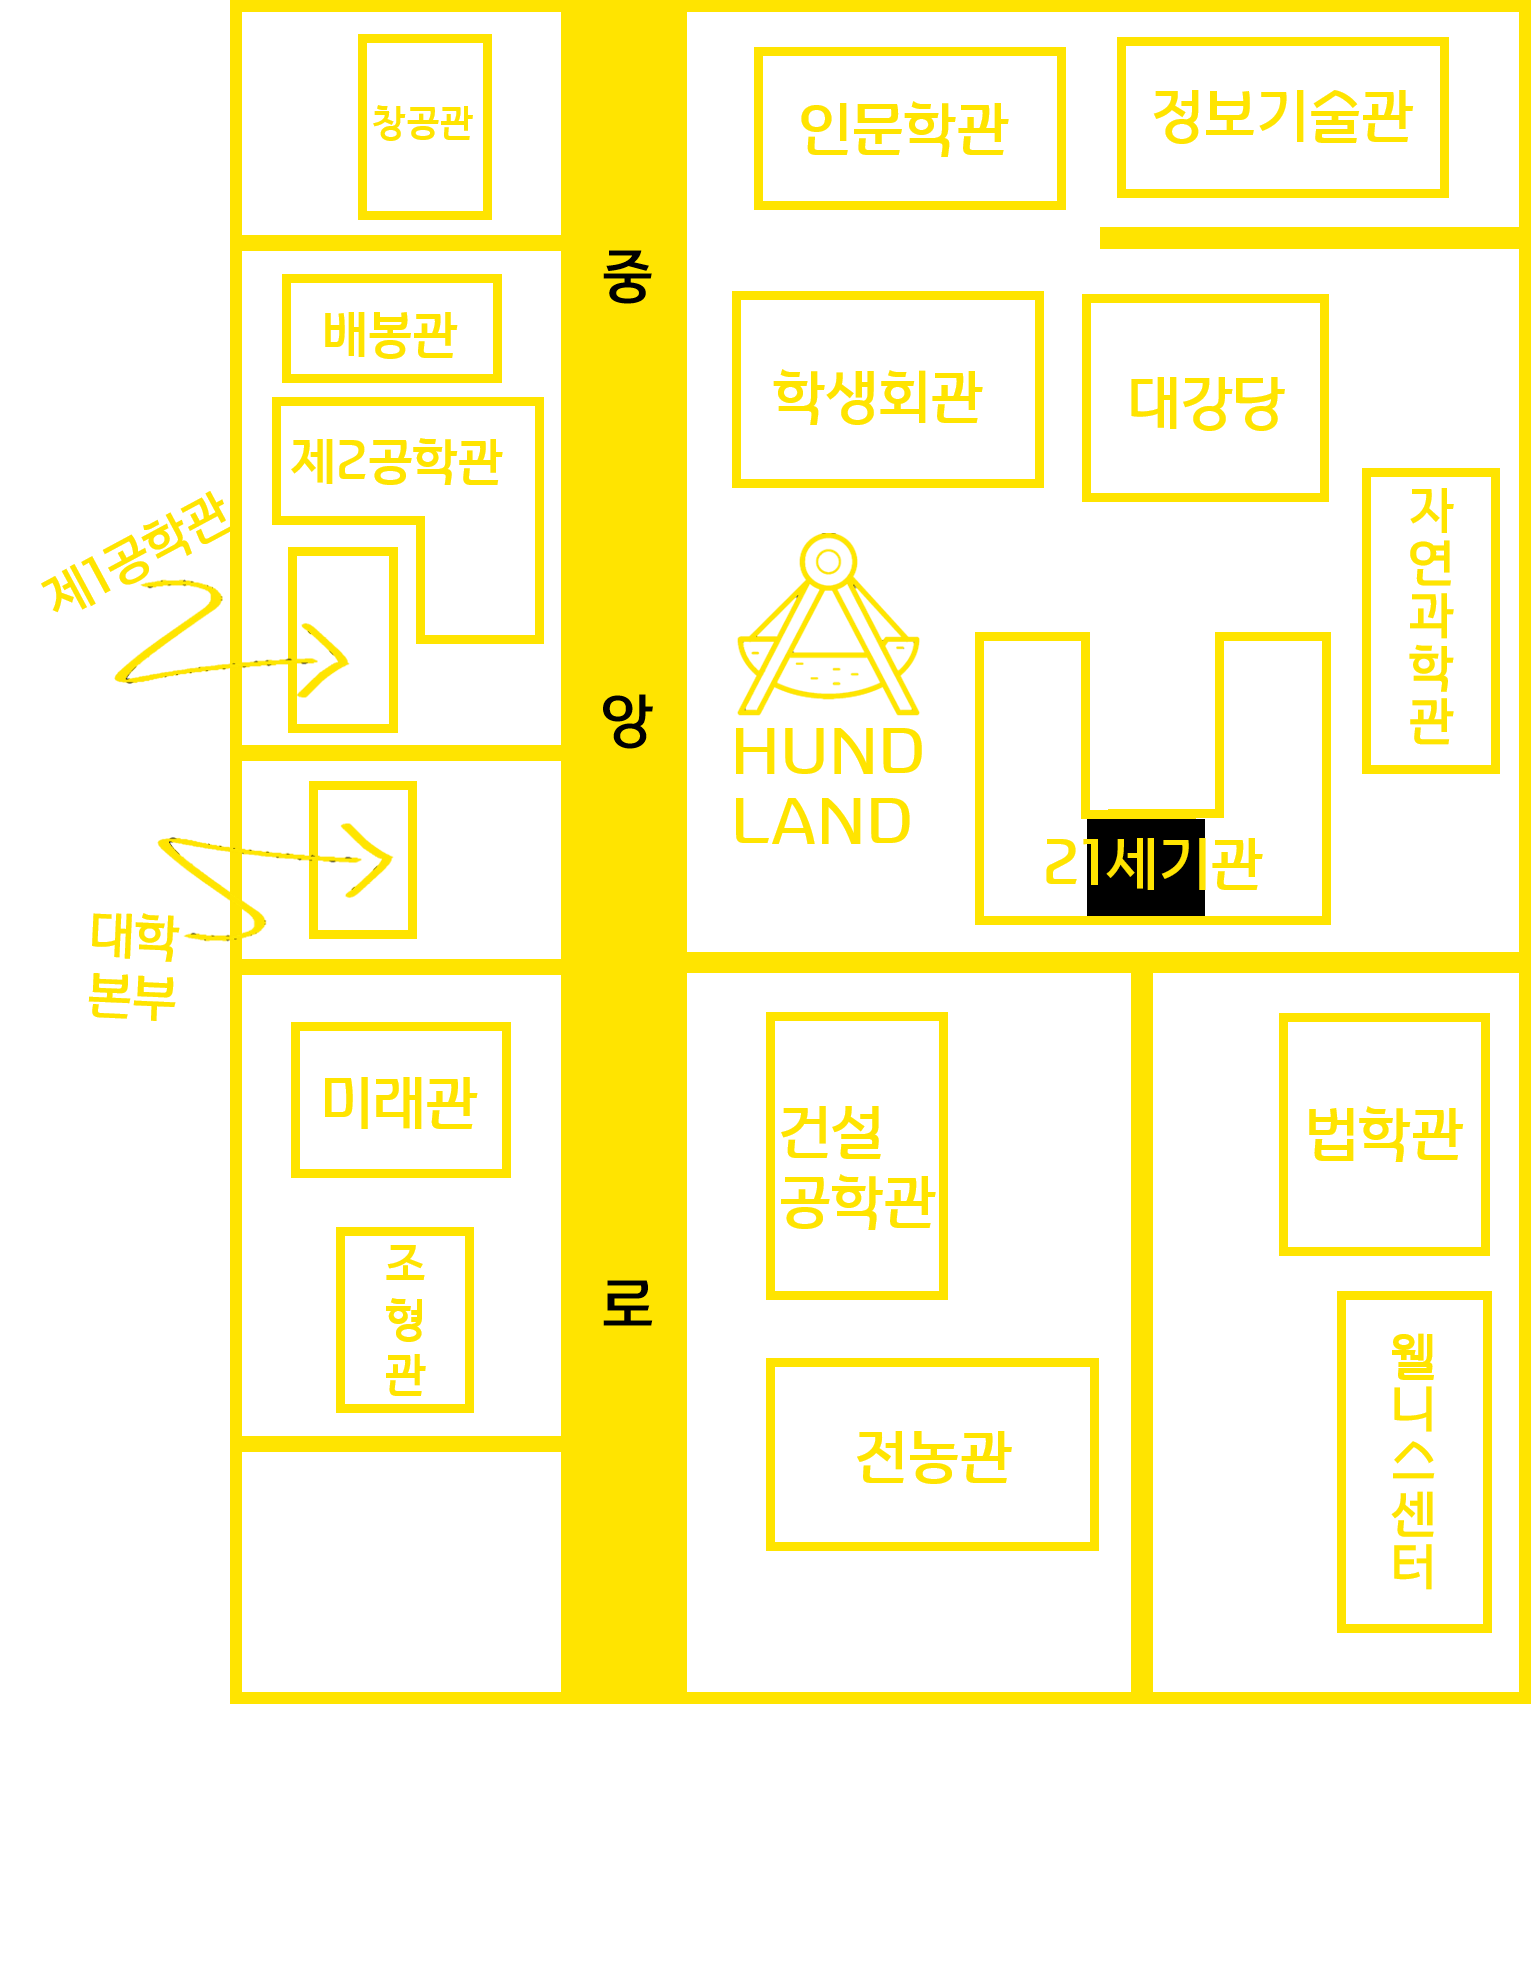 창공관
인문학관
정보기술관
중
배봉관
학생회관
대강당
제2공학관
제1공학관
자연과학관
앙
HUND
LAND
21세기관
대학
본부
미래관
건설
공학관
법학관
조형관
로
웰니스센터
전농관